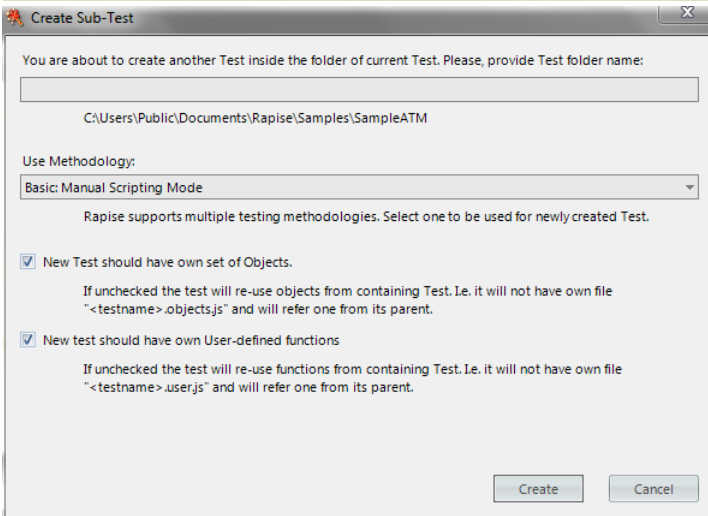 Create Sub-Test
You are about to create another Test inside the folder of current Test. Please, provide Test folder name:
C:\Users\Public\Documents\Rapise\Samples\SampleATM
Use Methodology:
Basic: Manual Scripting Mode
Rapise supports multiple testing methodologies. Select one to be used for newly created Test.
New Test should have own set of Objects.
If unchecked the test will re-use objects from containing Test. I.e. it will not have own file
"<testname>.objects.js" and will refer one from its parent.
New test should have own User-defined functions
If unchecked the test will re-use functions from containing Test. I.e. it will not have own file
"<testname>.user.js" and will refer one from its parent.
Create Cancel